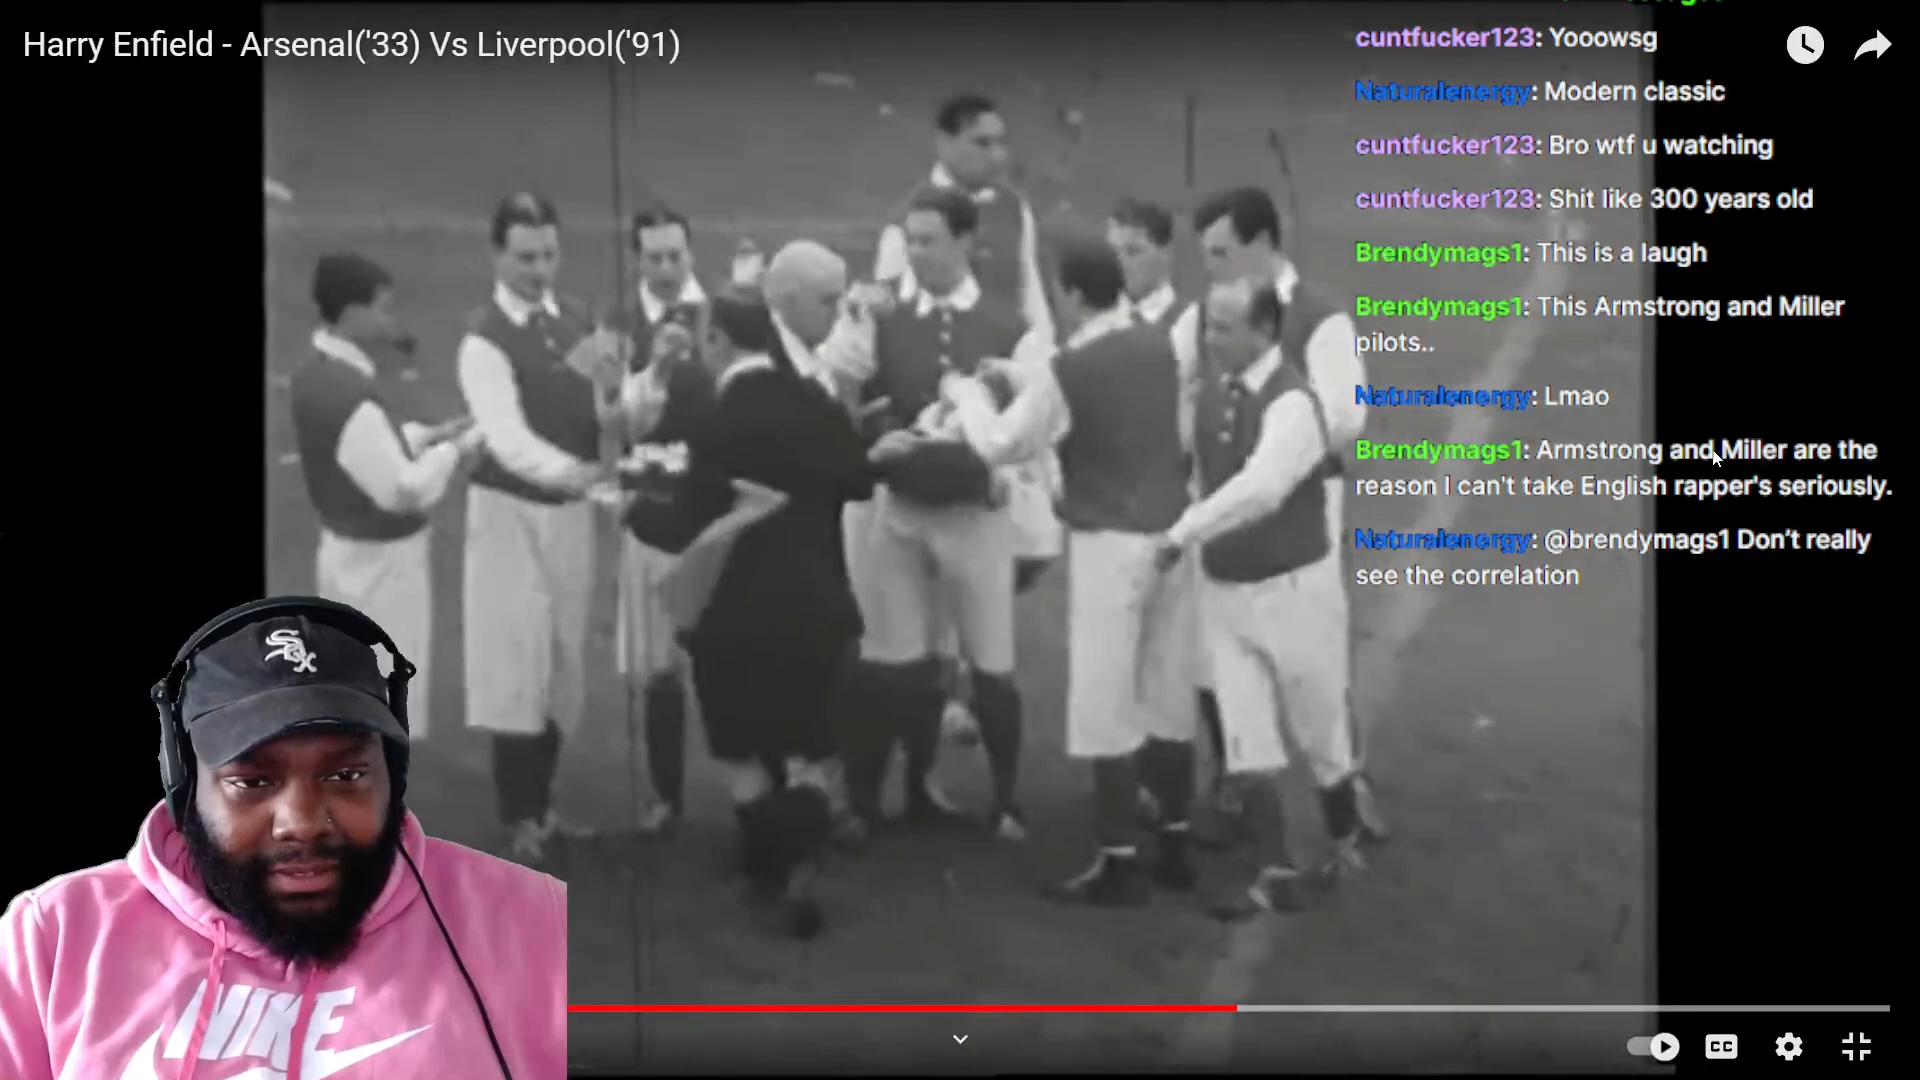 Harry Enfield - Arsenal('33) Vs Liverpool('91)
cuntfucker123: Yooowsg
Naturalenergy: Modern classic
cuntfucker123: Bro wtf u watching
cuntfucker123: Shit like 300 years old
Brendymags1: This is a laugh
Brendymags1: This Armstrong and Miller
pilots..
Naturalenergy: Lmao
Brendymags1: Armstrong and Miller are the
reason I can't take English rapper's seriously.
Naturalenergy: @brendymags1 Don't really
see the correlation
SOX
NIKE
CC